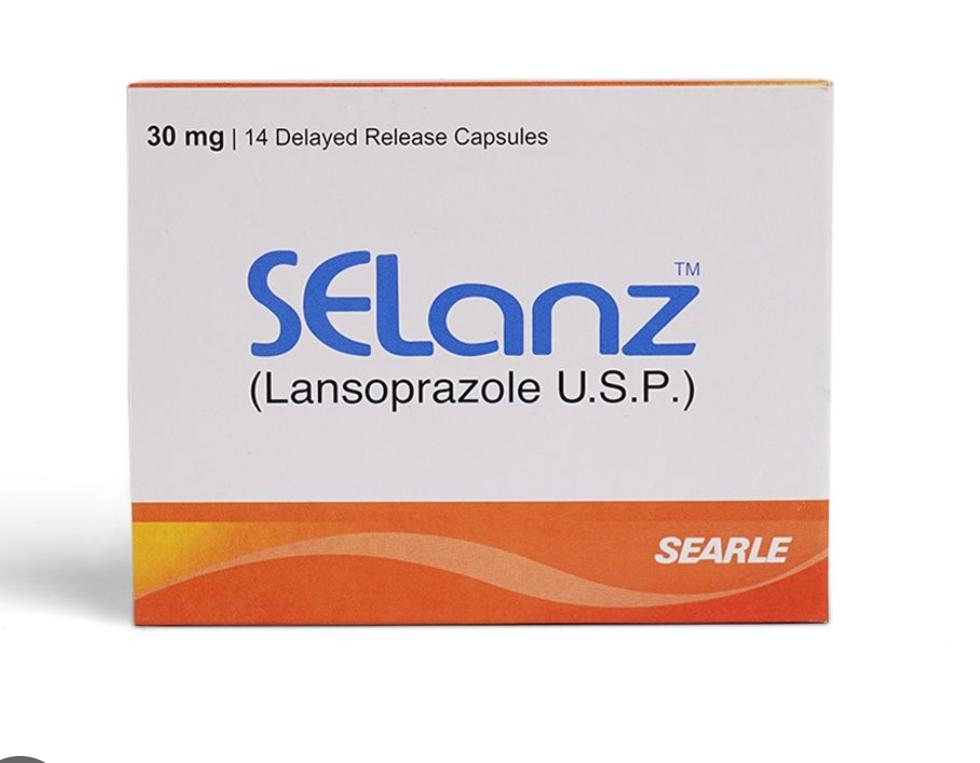 30 mg | 14 Delayed Release Capsules
SELanz™
(Lansoprazole U.S.P.)
SEARLE